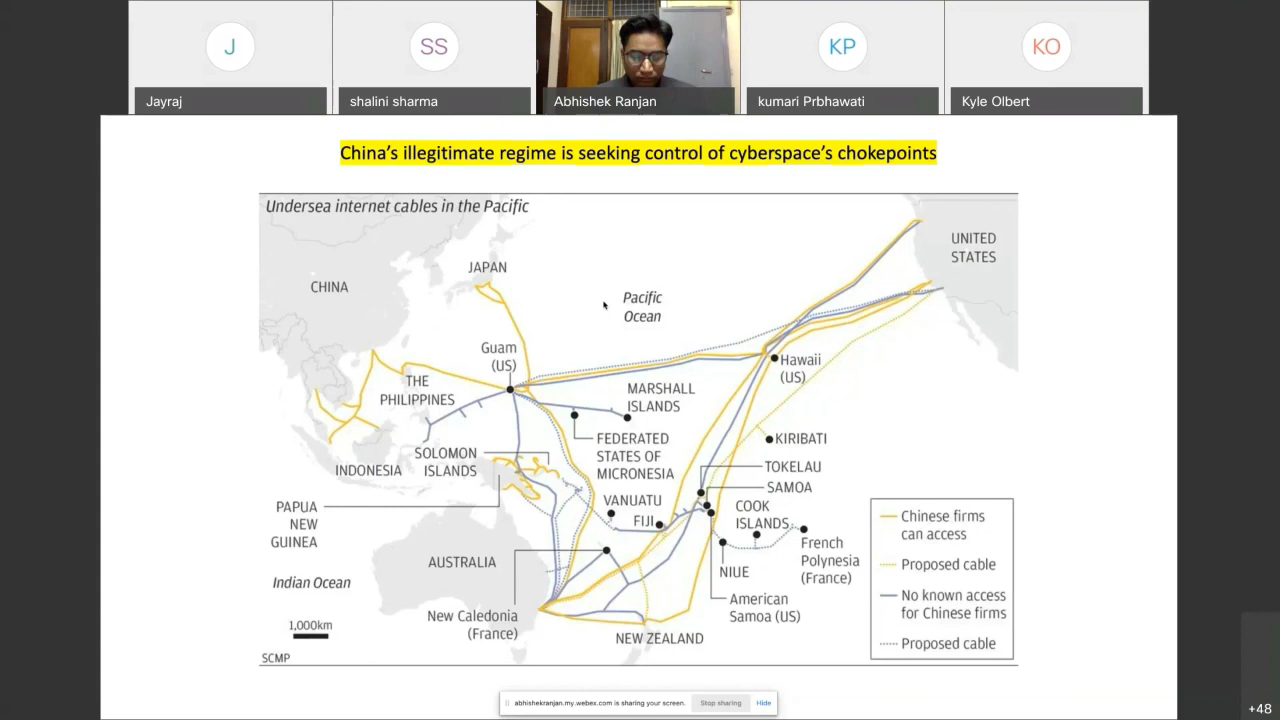 J
SS
KP
KO
Jayraj
shalini sharma
Abhishek Ranjan
kumari Prbhawati
Kyle Olbert
China's illegitimate regime is seeking control of cyberspace's chokepoints
Undersea internet cables in the Pacific
UNITED
STATES
JAPAN
CHINA
Pacific
Ocean
Guam
(US)
Hawaii
(US)
THE
PHILIPPINES
MARSHALL
ISLANDS
FEDERATED
STATES OF
MICRONESIA
KIRIBATI
SOLOMON
ISLANDS
INDONESIA
TOKELAU
SAMOA
VANUATU
FIJI
COOK
ISLANDS
PAPUA
NEW
GUINEA
French
Polynesia
(France)
AUSTRALIA
NIUE
Indian Ocean
American
Samoa (US)
New Caledonia
(France)
NEW ZEALAND
1,000km
SCMP
Chinese firms
can access
Proposed cable
No known access
for Chinese firms
Proposed cable
abhishekranjan.my.webex.com is sharing your screen.
Stop sharing
Hide
+48